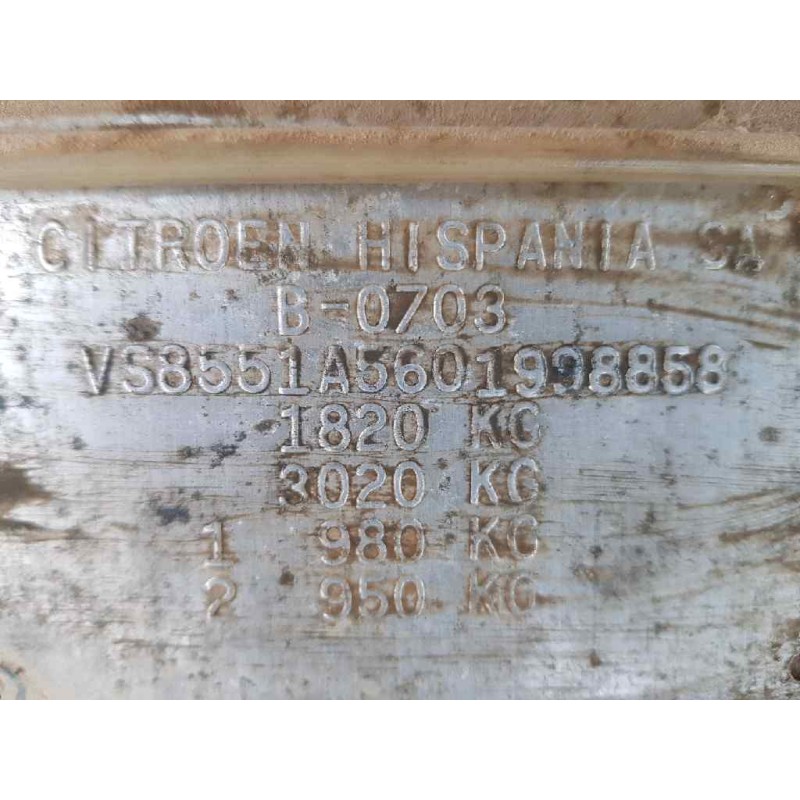 CITROEN HISPANIA SA
B-0703
VS8551A5601998858
1820 KG
3020 KG
1 980 KG
2 950 KG